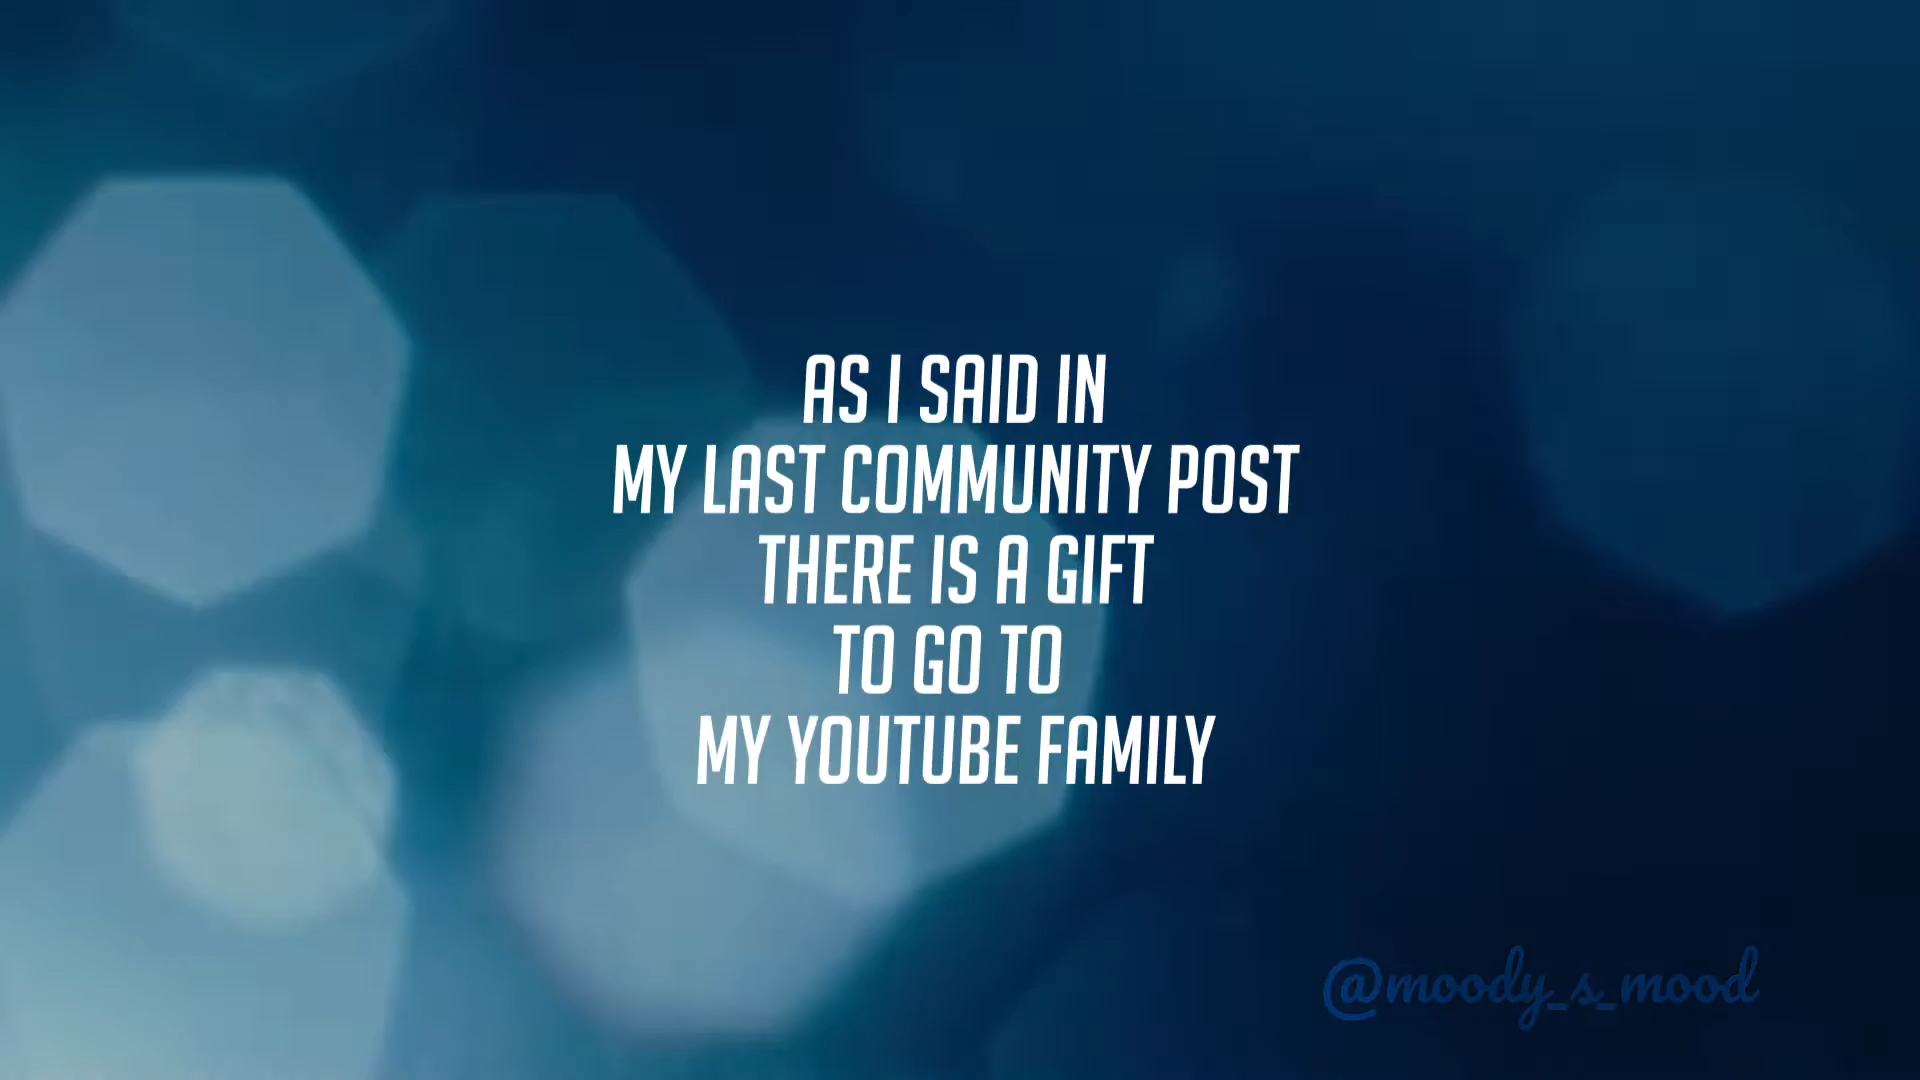 AS I SAID IN
MY LAST COMMUNITY POST
THERE IS A GIFT
TO GO TO
MY YOUTUBE FAMILY
@moody_s_mood